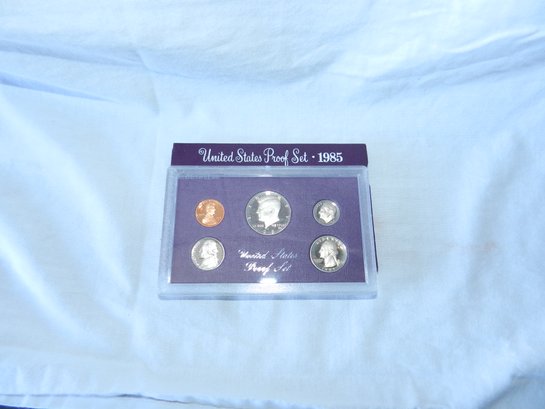 United States Proof Set · 1985
United States
Proof Set